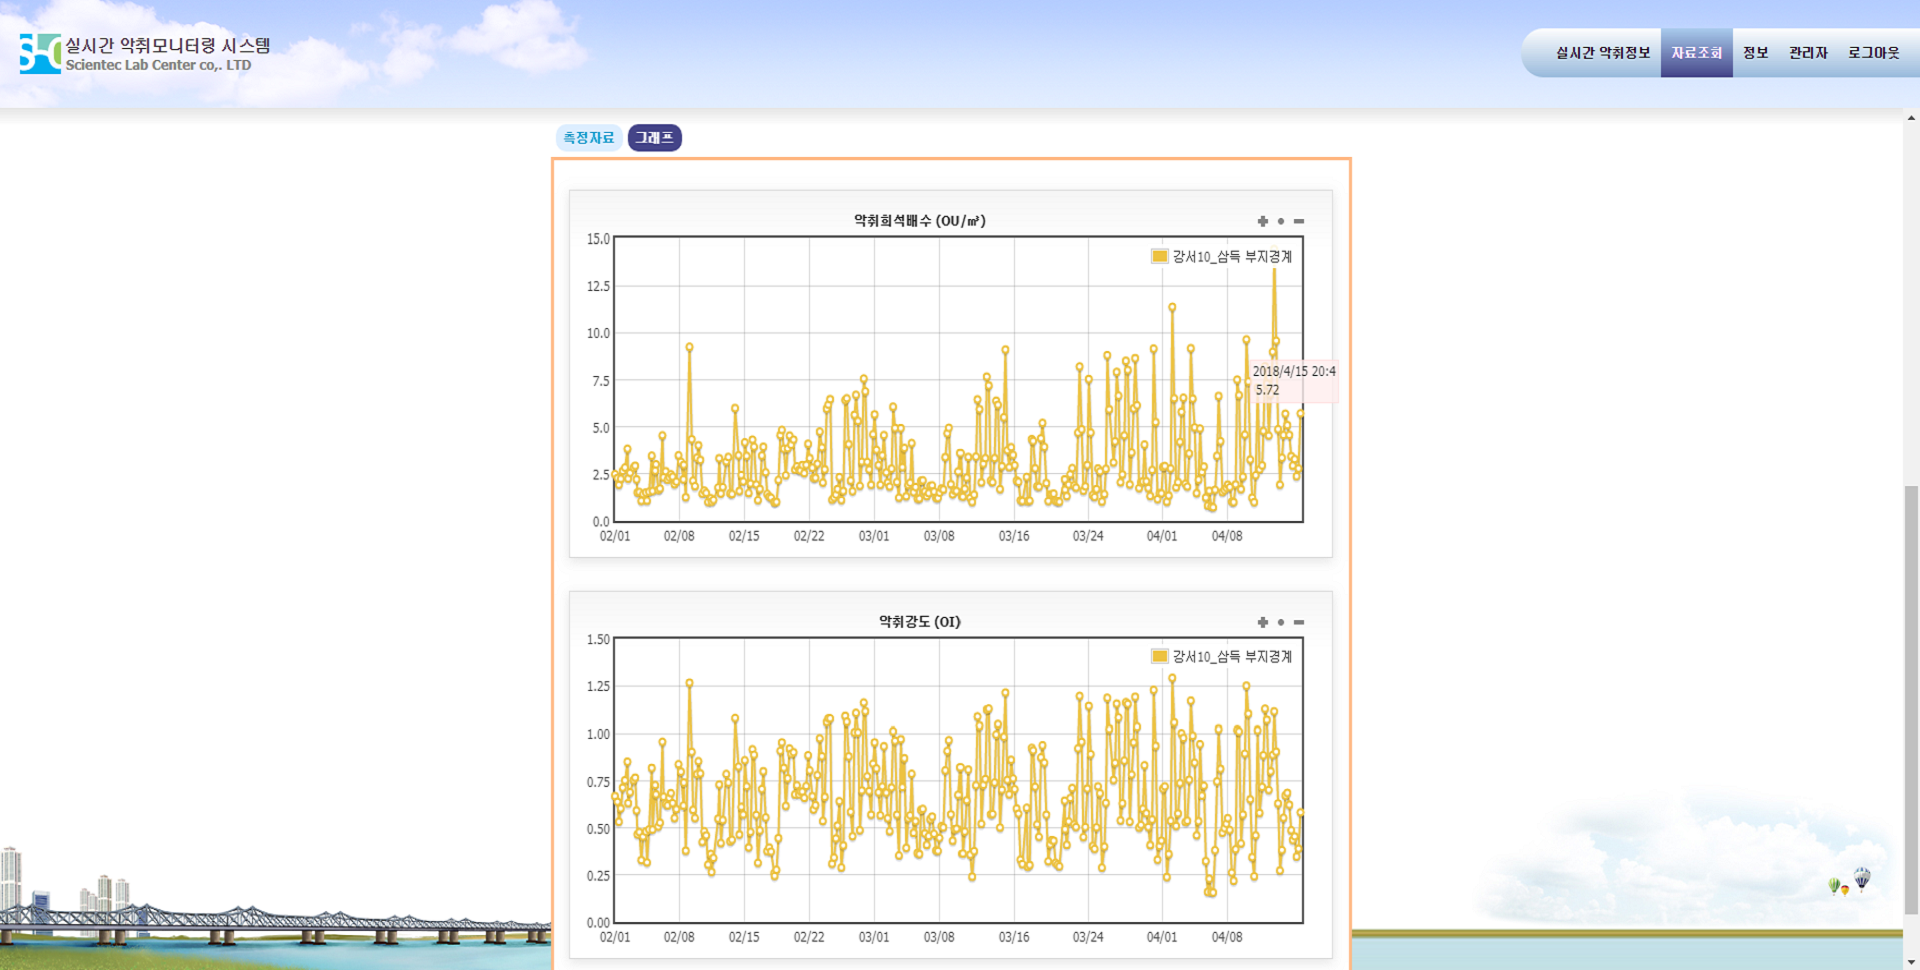 실시간 악취모니터링 시스템
Scientec Lab Center co,. LTD
실시간 악취정보 자료조회 정보 관리자 로그아웃
측정자료 그래프
악취희석배수 (OU/㎥)
강서10_삼득 부지경계
15.0
12.5
10.0
7.5
5.0
2.5
0.0
2018/4/15 20:4
5.72
02/01 02/08 02/15 02/22 03/01 03/08 03/16 03/24 04/01 04/08
악취강도 (OI)
강서10_삼득 부지경계
1.50
1.25
1.00
0.75
0.50
0.25
0.00
02/01 02/08 02/15 02/22 03/01 03/08 03/16 03/24 04/01 04/08